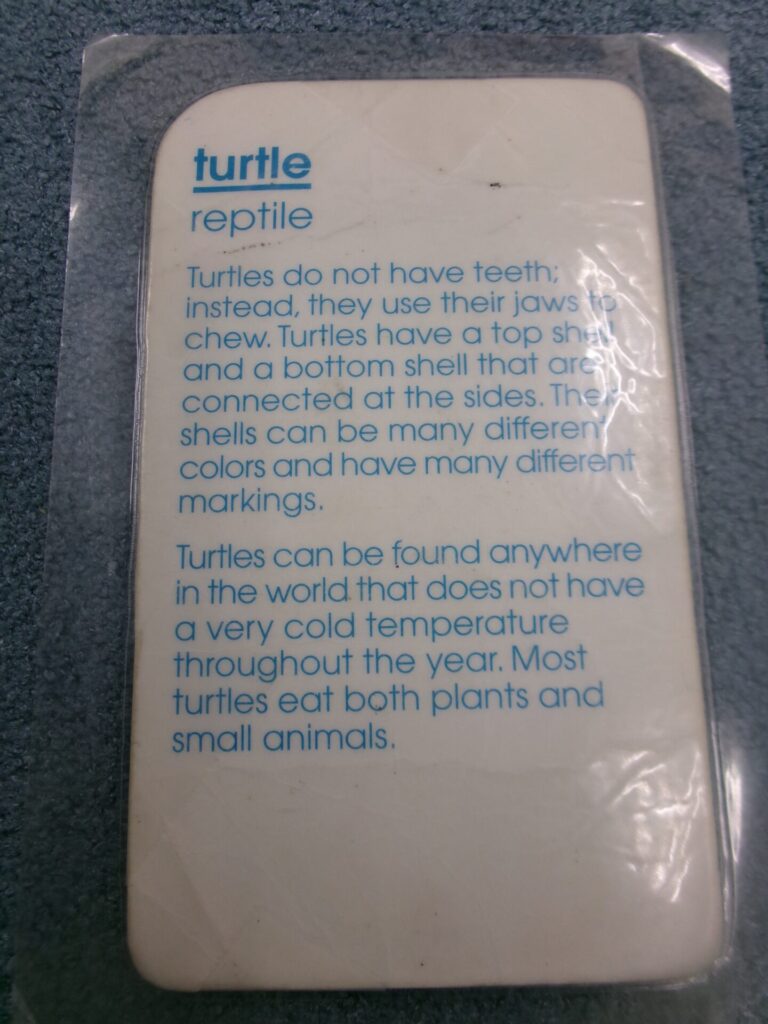 turtle
reptile
Turtles do not have teeth;
instead, they use their jaws to
chew. Turtles have a top shell
and a bottom shell that are
connected at the sides. Their
shells can be many different
colors and have many different
markings.
Turtles can be found anywhere
in the world that does not have
a very cold temperature
throughout the year. Most
turtles eat both plants and
small animals.